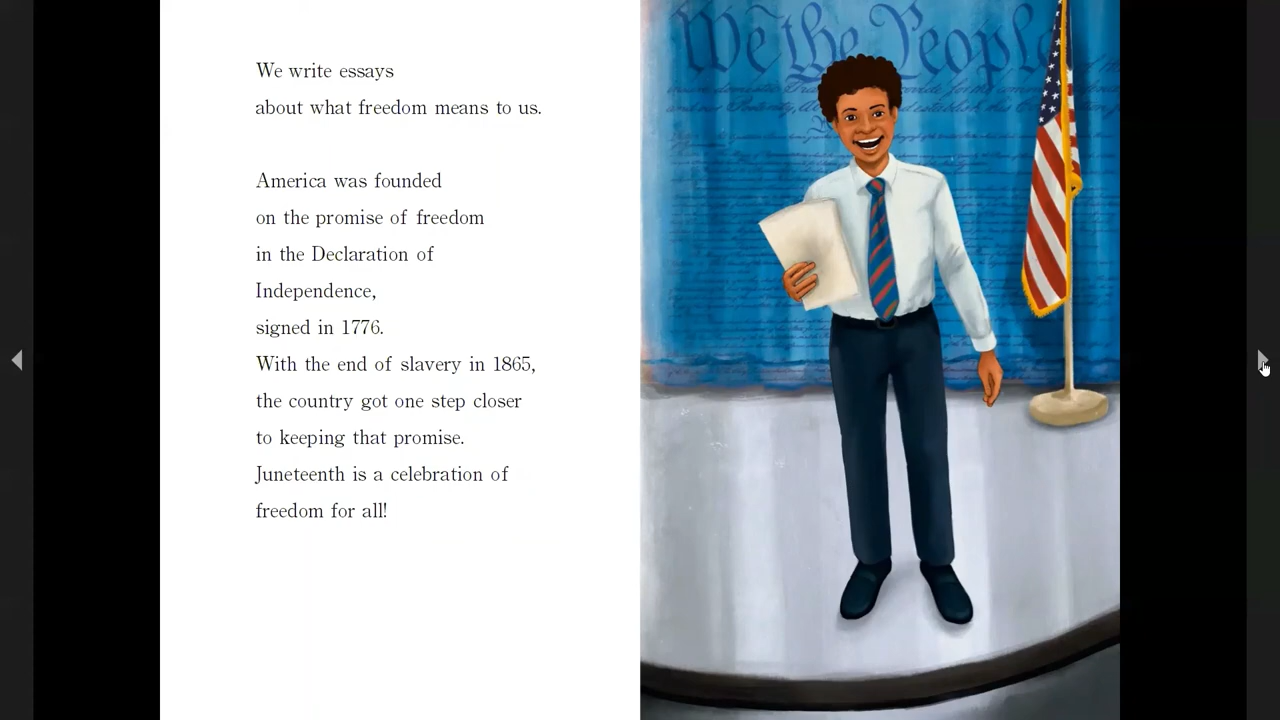 We write essays
about what freedom means to us.
America was founded
on the promise of freedom
in the Declaration of
Independence,
signed in 1776.
With the end of slavery in 1865,
the country got one step closer
to keeping that promise.
Juneteenth is a celebration of
freedom for all!
We the People